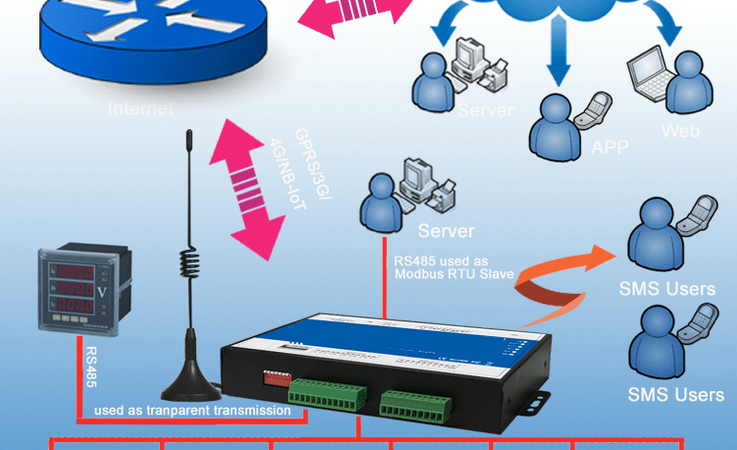 Internet
Server
APP
Web
GPRS/3G/
4G/NB-IoT
Server
RS485 used as
Modbus RTU Slave
SMS Users
SMS Users
V
RS485
used as tranparent transmission